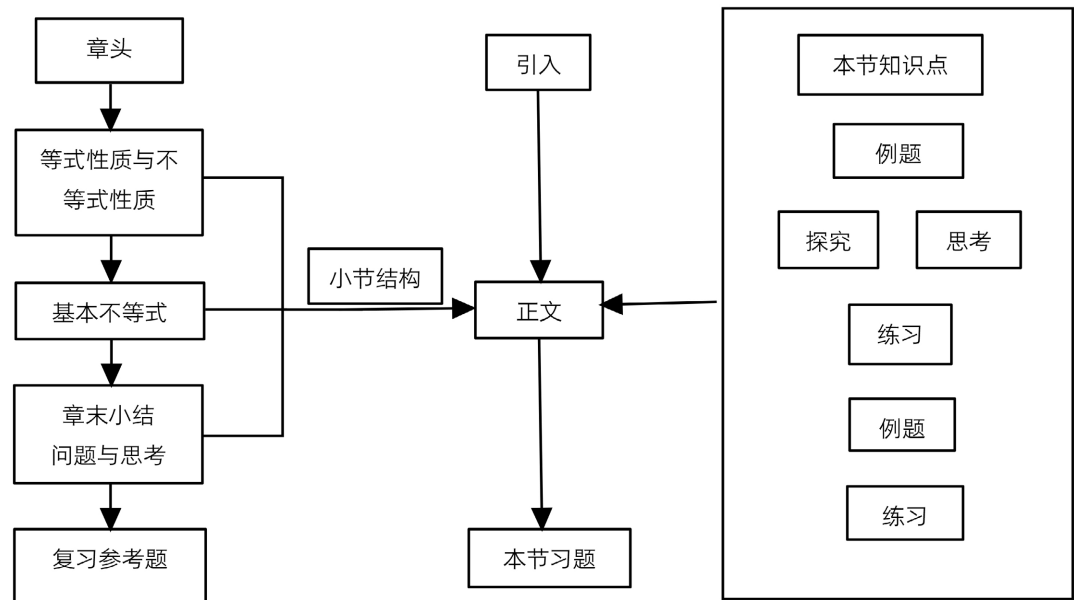 章头
等式性质与不
等式性质
基本不等式
章末小结
问题与思考
复习参考题
小节结构
引入
正文
本节习题
本节知识点
例题
探究
思考
练习
例题
练习